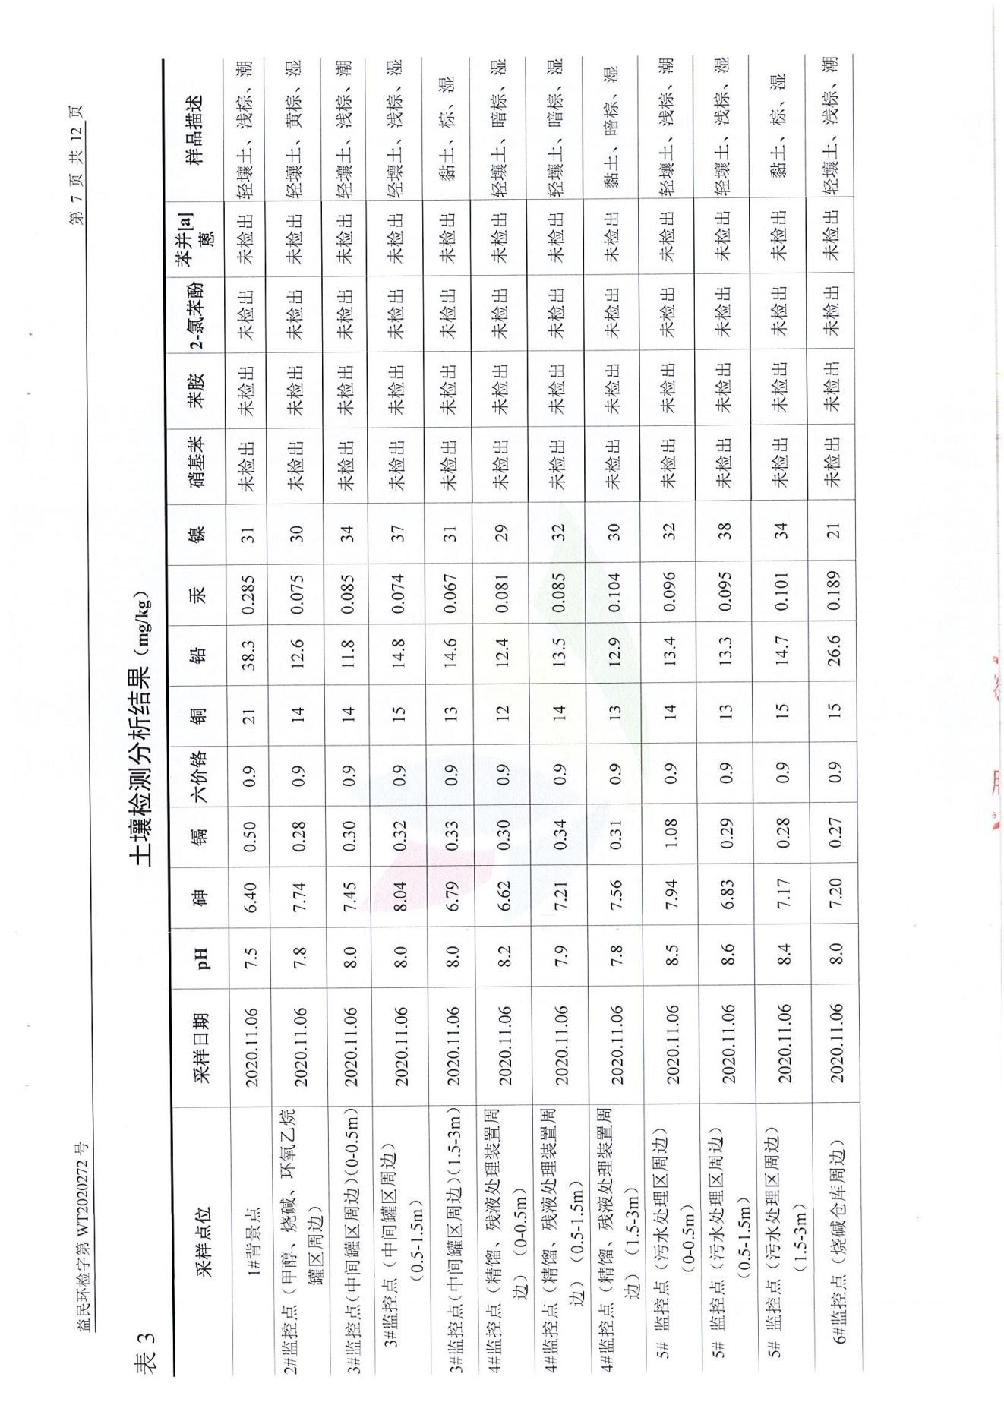 益民环检字第 WT2020272 号 第 7 页 共 12 页
表 3 土壤检测分析结果（mg/kg）
采样点位 采样日期 pH 砷 镉 六价铬 铜 铅 汞 镍 硝基苯 苯胺 2-氯苯酚 苯并[a]蒽 样品描述
1#背景点 2020.11.06 7.5 6.40 0.50 0.9 21 38.3 0.285 31 未检出 未检出 未检出 未检出 轻壤土、浅棕、潮
2#监控点（甲醇、烧碱、环氧乙烷罐区周边） 2020.11.06 7.8 7.74 0.28 0.9 14 12.6 0.075 30 未检出 未检出 未检出 未检出 轻壤土、黄棕、湿
3#监控点(中间罐区周边)(0-0.5m) 2020.11.06 8.0 7.45 0.30 0.9 14 11.8 0.085 34 未检出 未检出 未检出 未检出 轻壤土、浅棕、潮
3#监控点（中间罐区周边）（0.5-1.5m） 2020.11.06 8.0 8.04 0.32 0.9 15 14.8 0.074 37 未检出 未检出 未检出 未检出 轻壤土、浅棕、湿
3#监控点(中间罐区周边)(1.5-3m) 2020.11.06 8.0 6.79 0.33 0.9 13 14.6 0.067 31 未检出 未检出 未检出 未检出 黏土、棕、湿
4#监控点（精馏、残液处理装置周边）（0-0.5m） 2020.11.06 8.2 6.62 0.30 0.9 12 12.4 0.081 29 未检出 未检出 未检出 未检出 轻壤土、暗棕、湿
4#监控点（精馏、残液处理装置周边）（0.5-1.5m） 2020.11.06 7.9 7.21 0.34 0.9 14 13.5 0.085 32 未检出 未检出 未检出 未检出 轻壤土、暗棕、湿
4#监控点（精馏、残液处理装置周边）（1.5-3m） 2020.11.06 7.8 7.56 0.31 0.9 13 12.9 0.104 30 未检出 未检出 未检出 未检出 黏土、暗棕、湿
5# 监控点（污水处理区周边）（0-0.5m） 2020.11.06 8.5 7.94 1.08 0.9 14 13.4 0.096 32 未检出 未检出 未检出 未检出 轻壤土、浅棕、潮
5# 监控点（污水处理区周边）（0.5-1.5m） 2020.11.06 8.6 6.83 0.29 0.9 13 13.3 0.095 38 未检出 未检出 未检出 未检出 轻壤土、浅棕、湿
5# 监控点（污水处理区周边）（1.5-3m） 2020.11.06 8.4 7.17 0.28 0.9 15 14.7 0.101 34 未检出 未检出 未检出 未检出 黏土、棕、湿
6#监控点（烧碱仓库周边） 2020.11.06 8.0 7.20 0.27 0.9 15 26.6 0.189 21 未检出 未检出 未检出 未检出 轻壤土、浅棕、潮